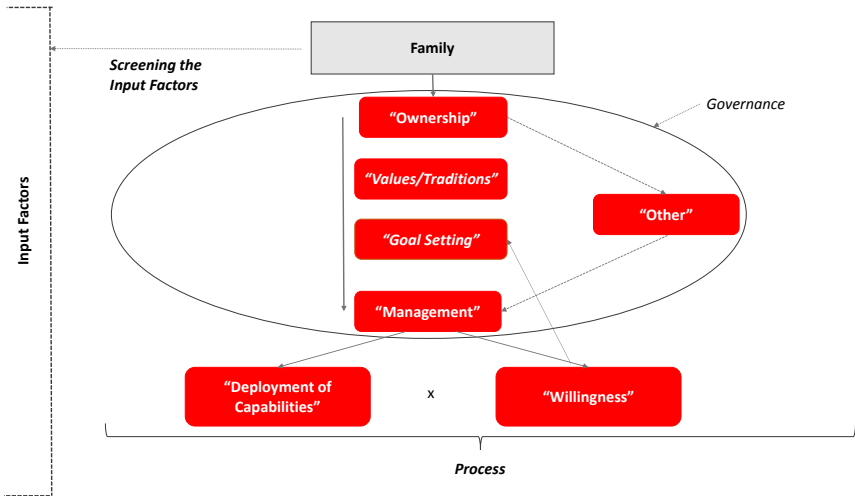 Family
Screening the
Input Factors
Governance
“Ownership”
“Values/Traditions”
“Other”
“Goal Setting”
Input Factors
“Management”
“Deployment of
Capabilities”
x
“Willingness”
Process